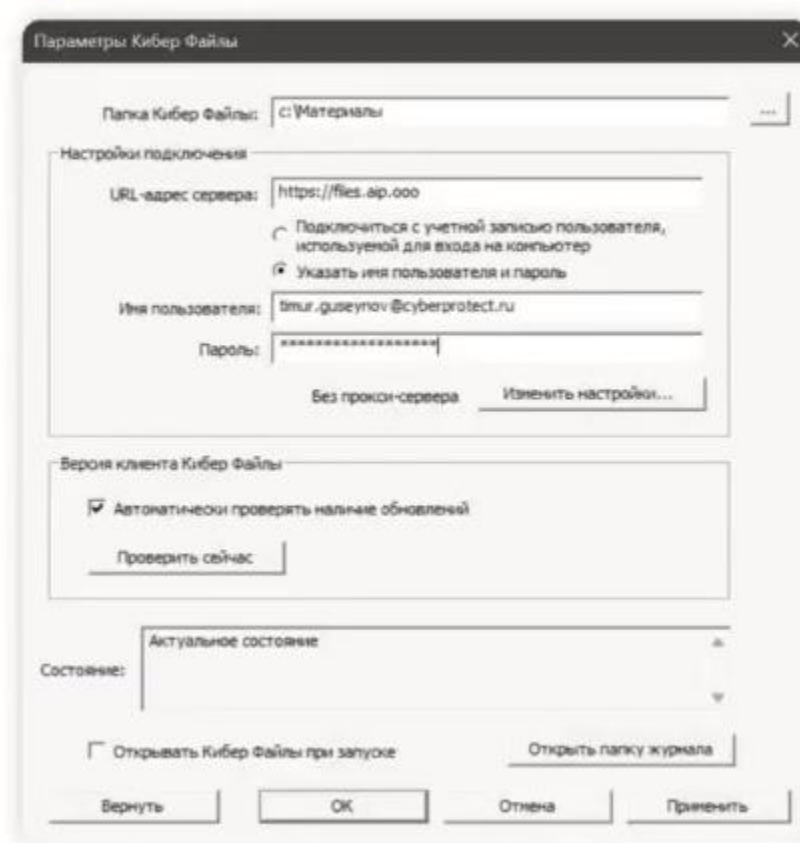 Параметры Кибер Файлы
Папка Кибер Файлы: c:\Материалы ...
Настройки подключения
URL-адрес сервера: https://files.aip.ooo
Подключиться с учетной записью пользователя,
используемой для входа на компьютер
Указать имя пользователя и пароль
Имя пользователя: timur.guseynov@cyberprotect.ru
Пароль: ******************
Без прокси-сервера Изменить настройки...
Версия клиента Кибер Файлы
Автоматически проверять наличие обновлений
Проверить сейчас
Актуальное состояние
Состояние:
Открывать Кибер Файлы при запуске Открыть папку журнала
Вернуть OK Отмена Применить